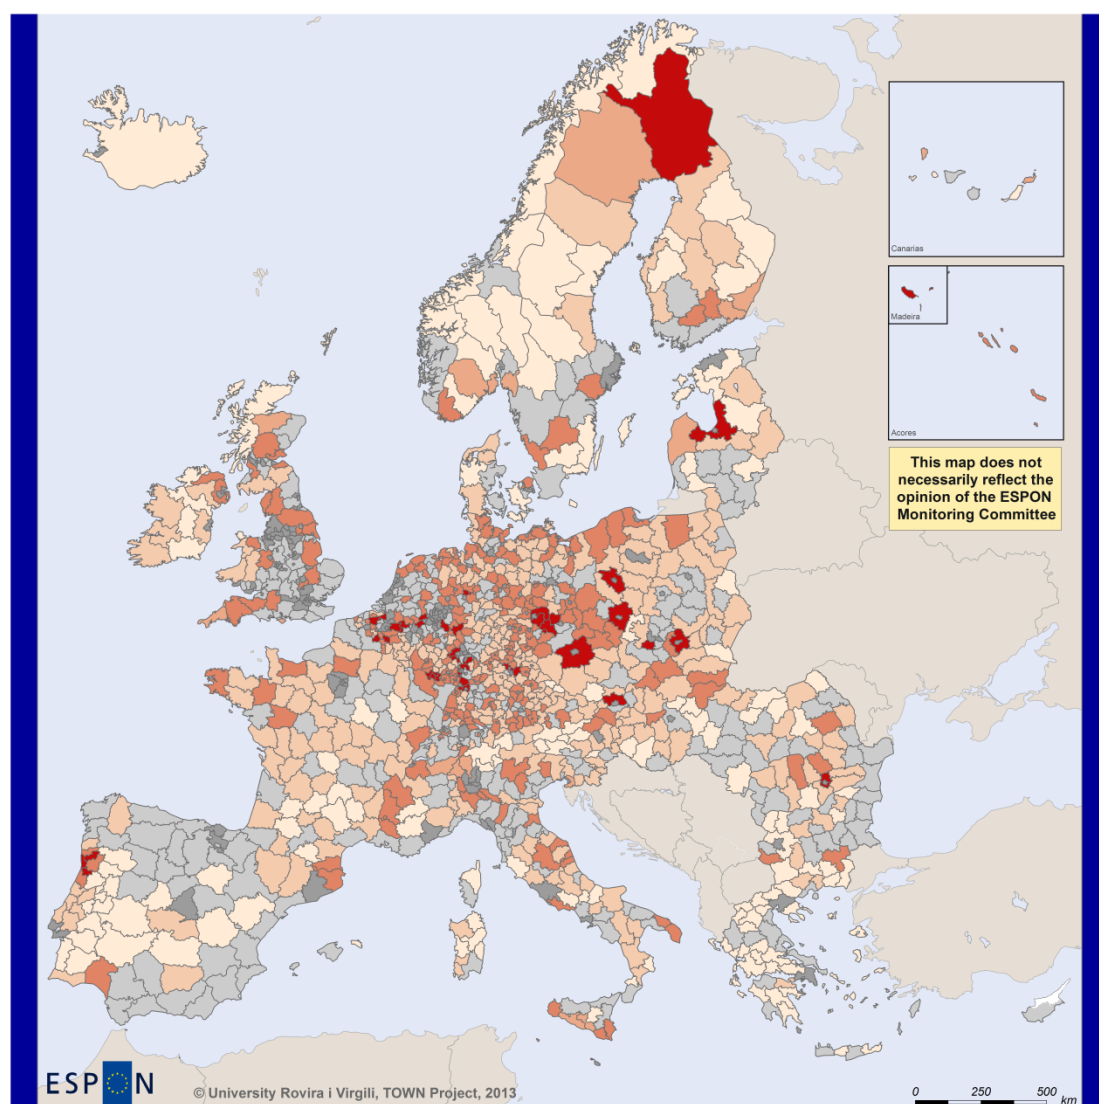 Canarias
Madeira
Acores
This map does not
necessarily reflect the
opinion of the ESPON
Monitoring Committee
ESPON
© University Rovira i Virgili, TOWN Project, 2013
0 250 500
km